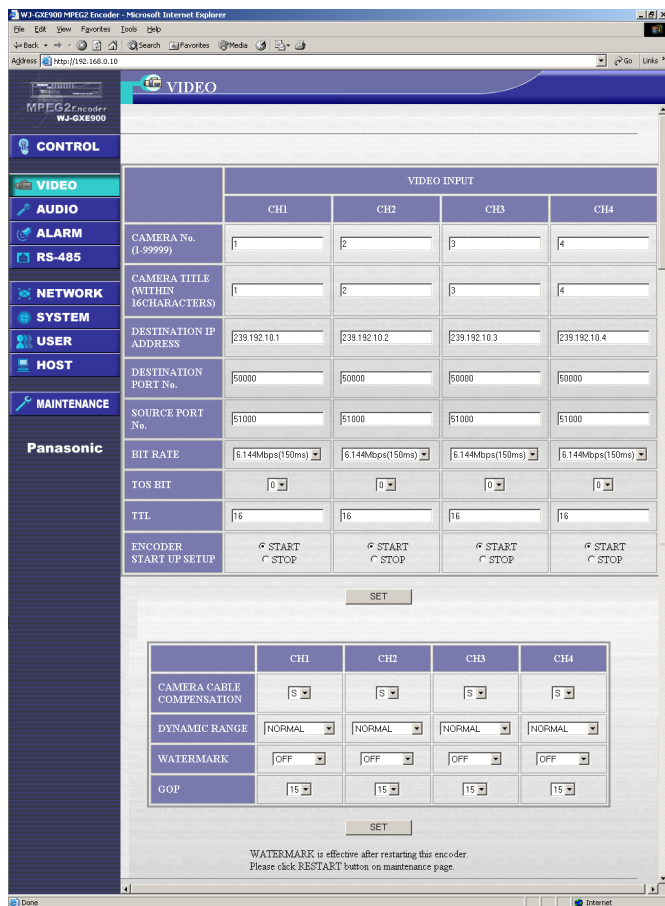 WJ-GXE900 MPEG2 Encoder - Microsoft Internet Explorer
File Edit View Favorites Tools Help
Back Search Favorites Media
Address http://192.168.0.10 Go Links
MPEG2Encoder
WJ-GXE900
VIDEO
CONTROL
VIDEO
AUDIO
ALARM
RS-485
NETWORK
SYSTEM
USER
HOST
MAINTENANCE
Panasonic
VIDEO INPUT
CH1 CH2 CH3 CH4
CAMERA No.
(1-99999)
1 2 3 4
CAMERA TITLE
(WITHIN
16CHARACTERS)
1 2 3 4
DESTINATION IP
ADDRESS
239.192.10.1 239.192.10.2 239.192.10.3 239.192.10.4
DESTINATION
PORT No.
50000 50000 50000 50000
SOURCE PORT
No.
51000 51000 51000 51000
BIT RATE 6.144Mbps(150ms) 6.144Mbps(150ms) 6.144Mbps(150ms) 6.144Mbps(150ms)
TOS BIT 0 0 0 0
TTL 16 16 16 16
ENCODER
START UP SETUP
START START START START
STOP STOP STOP STOP
SET
CH1 CH2 CH3 CH4
CAMERA CABLE
COMPENSATION
S S S S
DYNAMIC RANGE NORMAL NORMAL NORMAL NORMAL
WATERMARK OFF OFF OFF OFF
GOP 15 15 15 15
SET
WATERMARK is effective after restarting this encoder.
Please click RESTART button on maintenance page.
Done Internet